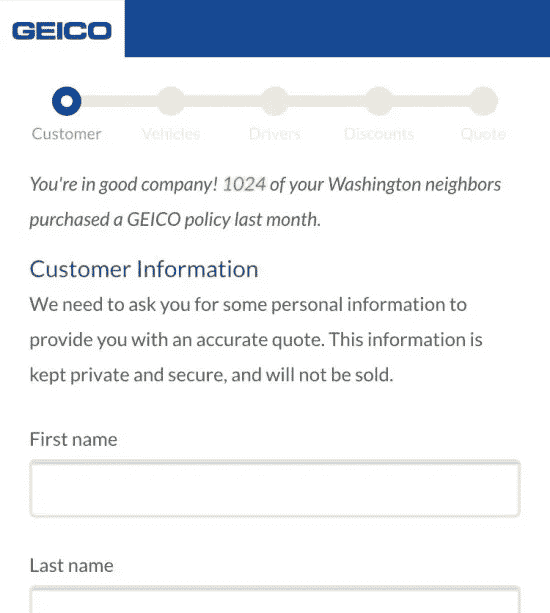 GEICO
Customer Vehicles Drivers Discounts Quote
You're in good company! 1024 of your Washington neighbors
purchased a GEICO policy last month.
Customer Information
We need to ask you for some personal information to
provide you with an accurate quote. This information is
kept private and secure, and will not be sold.
First name
Last name